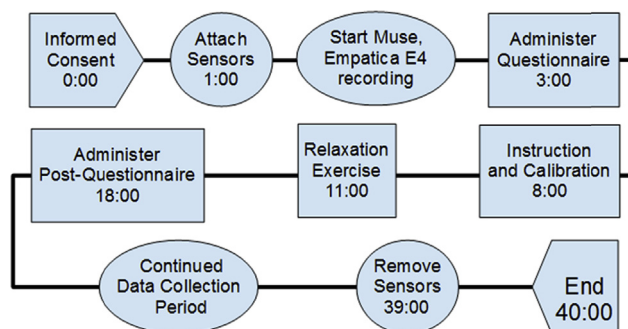 Informed
Consent
0:00
Attach
Sensors
1:00
Start Muse,
Empatica E4
recording
Administer
Questionnaire
3:00
Administer
Post-Questionnaire
18:00
Relaxation
Exercise
11:00
Instruction
and Calibration
8:00
Continued
Data Collection
Period
Remove
Sensors
39:00
End
40:00